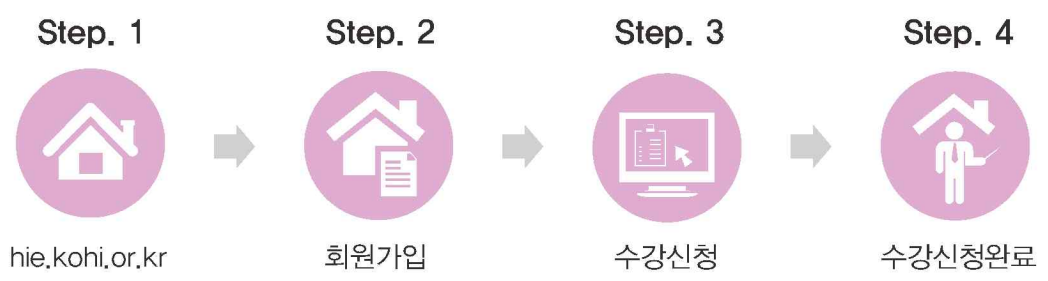 Step. 1
Step. 2
Step. 3
Step. 4
hie.kohi.or.kr
회원가입
수강신청
수강신청완료